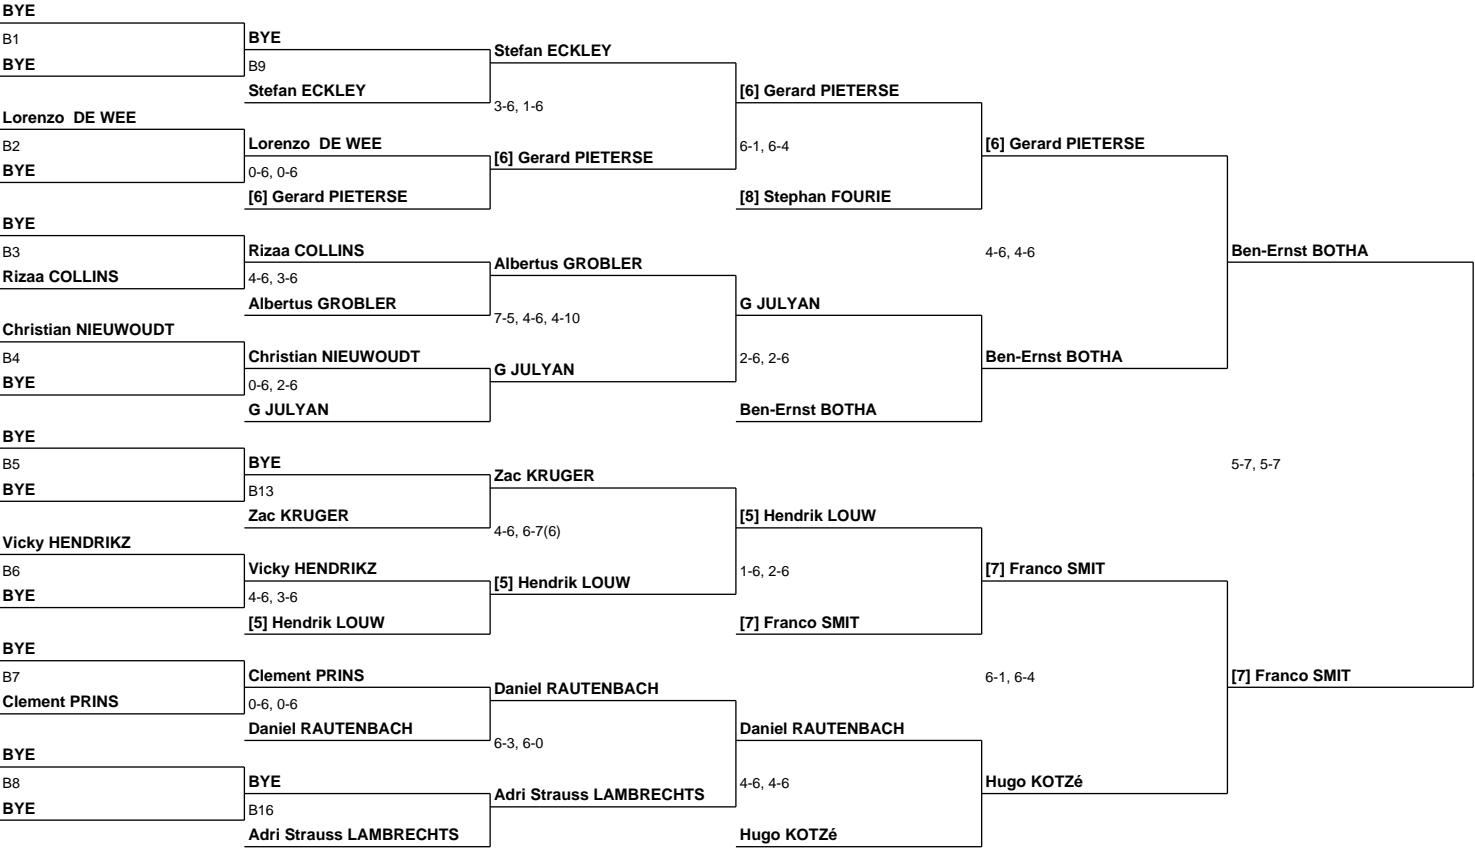 BYE
B1
BYE
Lorenzo  DE WEE
B2
BYE
BYE
B3
Rizaa COLLINS
Christian NIEUWOUDT
B4
BYE
BYE
B5
BYE
Vicky HENDRIKZ
B6
BYE
BYE
B7
Clement PRINS
BYE
B8
BYE
BYE
B9
Stefan ECKLEY
Lorenzo  DE WEE
0-6, 0-6
[6] Gerard PIETERSE
Rizaa COLLINS
4-6, 3-6
Albertus GROBLER
Christian NIEUWOUDT
0-6, 2-6
G JULYAN
BYE
B13
Zac KRUGER
Vicky HENDRIKZ
4-6, 3-6
[5] Hendrik LOUW
Clement PRINS
0-6, 0-6
Daniel RAUTENBACH
BYE
B16
Adri Strauss LAMBRECHTS
Stefan ECKLEY
3-6, 1-6
[6] Gerard PIETERSE
Albertus GROBLER
7-5, 4-6, 4-10
G JULYAN
Zac KRUGER
4-6, 6-7(6)
[5] Hendrik LOUW
Daniel RAUTENBACH
6-3, 6-0
Adri Strauss LAMBRECHTS
[6] Gerard PIETERSE
6-1, 6-4
[8] Stephan FOURIE
G JULYAN
2-6, 2-6
Ben-Ernst BOTHA
[5] Hendrik LOUW
1-6, 2-6
[7] Franco SMIT
Daniel RAUTENBACH
4-6, 4-6
Hugo KOTZé
[6] Gerard PIETERSE
4-6, 4-6
Ben-Ernst BOTHA
[7] Franco SMIT
6-1, 6-4
Hugo KOTZé
Ben-Ernst BOTHA
5-7, 5-7
[7] Franco SMIT